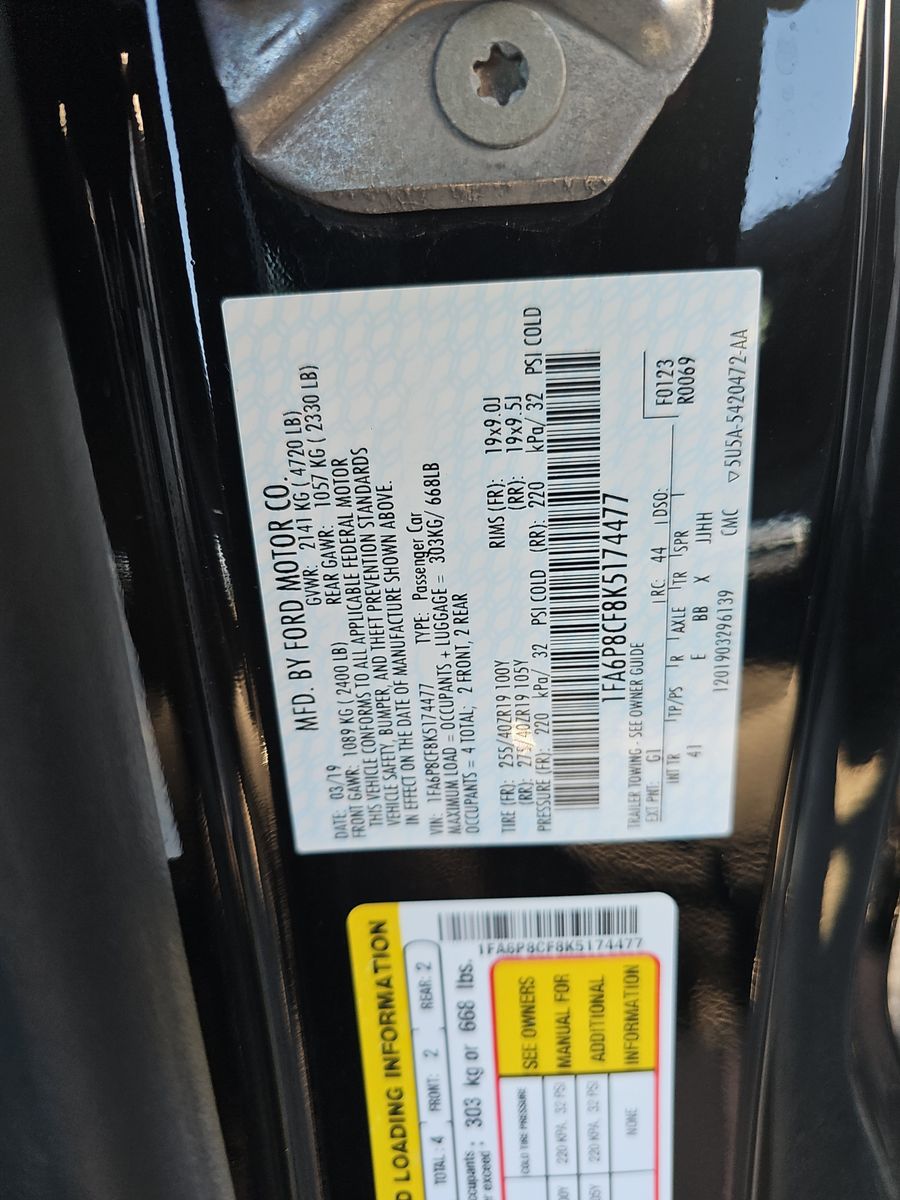 MFD. BY FORD MOTOR CO.
DATE: 03/19 GVWR: 2141 KG ( 4720 LB)
FRONT GAWR: 1089 KG ( 2400 LB) REAR GAWR: 1057 KG ( 2330 LB)
THIS VEHICLE CONFORMS TO ALL APPLICABLE FEDERAL MOTOR
VEHICLE SAFETY, BUMPER, AND THEFT PREVENTION STANDARDS
IN EFFECT ON THE DATE OF MANUFACTURE SHOWN ABOVE.
VIN: 1FA6P8CF8K5174477 TYPE: Passenger Car
MAXIMUM LOAD = OCCUPANTS + LUGGAGE = 303KG/ 668LB
OCCUPANTS = 4 TOTAL; 2 FRONT, 2 REAR
TIRE (FR): 255/40ZR19 100Y RIMS (FR): 19x9.0J
(RR): 275/40ZR19 105Y (RR): 19x9.5J
PRESSURE (FR): 220 kPa/ 32 PSI COLD (RR): 220 kPa/ 32 PSI COLD
1FA6P8CF8K5174477
TRAILER TOWING - SEE OWNER GUIDE
EXT PNT: G1 RC: 44 DSO: F0123
R0069
INT TR TP/PS R AXLE TR SPR
41 E BB X JJHH
1201903296139 CMC ▽5U5A-5420472-AA
D LOADING INFORMATION
TOTAL: 4 FRONT: 2 REAR: 2
ccupants :
r exceed : 303 kg or 668 lbs.
1FA6P8CF8K5174477
COLD TIRE PRESSURE
00Y 220 KPA, 32 PSI
05Y 220 KPA, 32 PSI
NONE
SEE OWNERS
MANUAL FOR
ADDITIONAL
INFORMATION